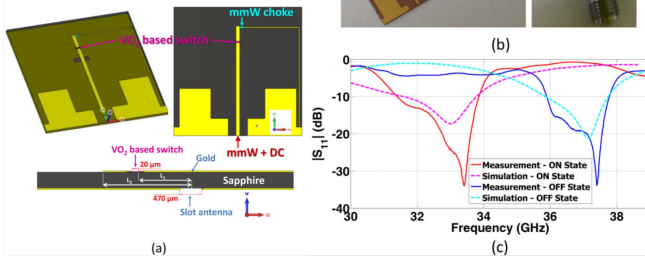 mmW choke
VO₂ based switch
mmW + DC
VO₂ based switch
20 µm
Gold
L₁
L₂
Sapphire
470 µm
Slot antenna
(a)
(b)
|S₁₁| (dB)
0
-10
-20
-30
-40
Measurement - ON State
Simulation - ON State
Measurement - OFF State
Simulation - OFF State
30
32
34
36
38
Frequency (GHz)
(c)